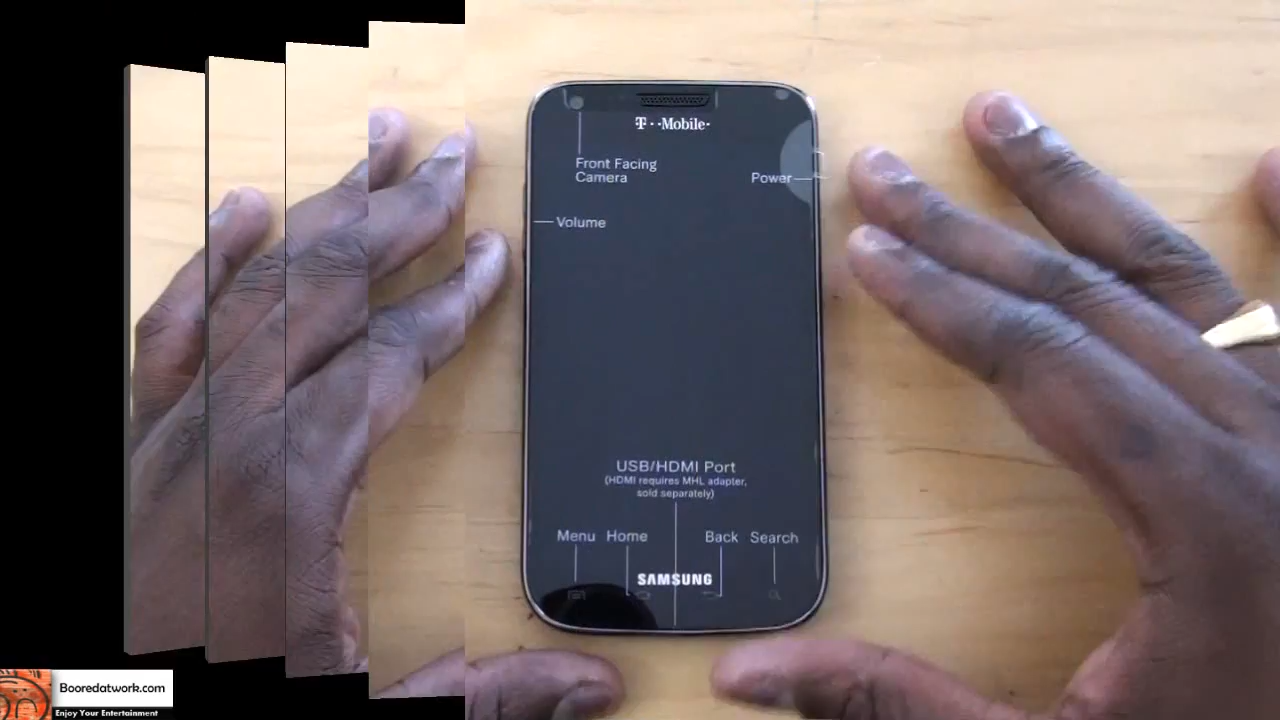 T··Mobile·
Front Facing
Camera
Power
Volume
USB/HDMI Port
(HDMI requires MHL adapter,
sold separately)
Menu Home Back Search
SAMSUNG
Booredatwork.com
Enjoy Your Entertainment